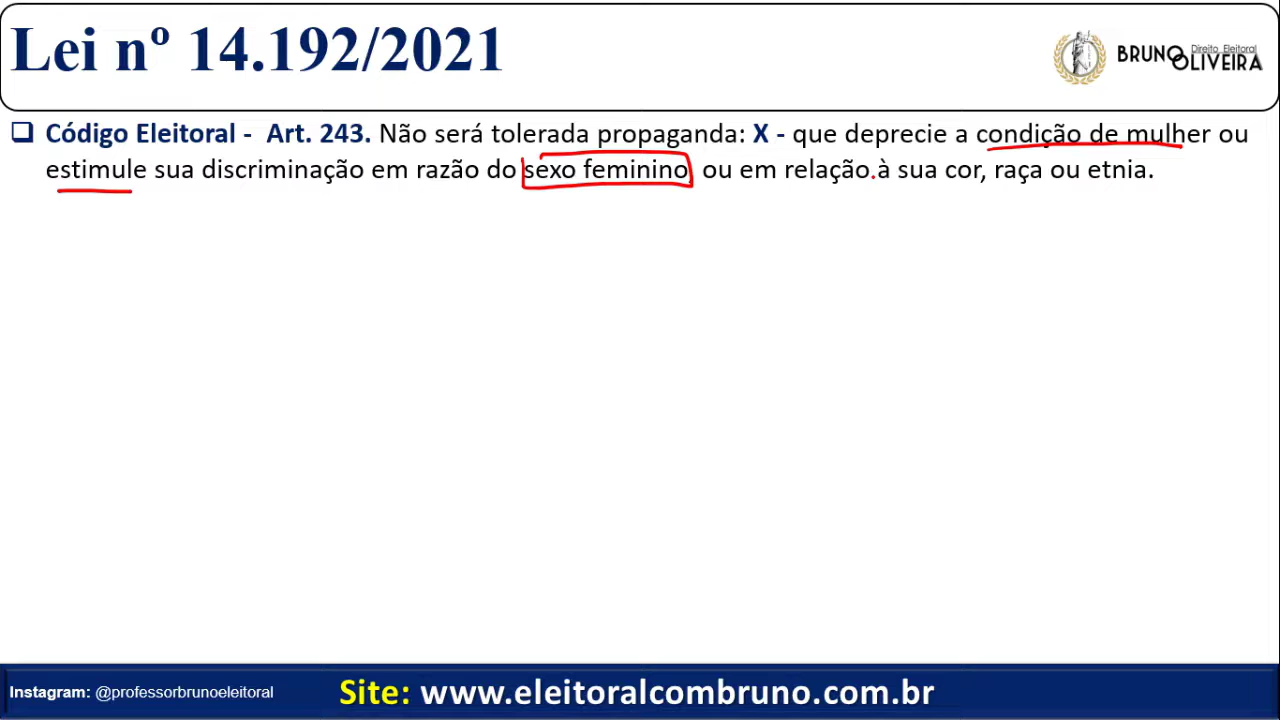 Lei nº 14.192/2021
BRUNO Direito Eleitoral
OLIVEIRA
❑ Código Eleitoral - Art. 243. Não será tolerada propaganda: X - que deprecie a condição de mulher ou
estimule sua discriminação em razão do sexo feminino, ou em relação à sua cor, raça ou etnia.
Instagram: @professorbrunoeleitoral
Site: www.eleitoralcombruno.com.br